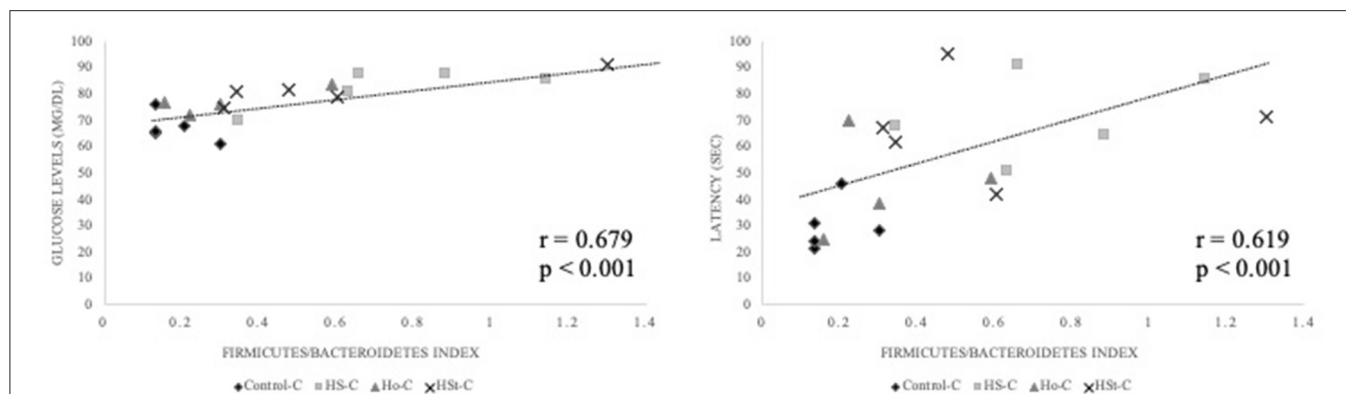 GLUCOSE LEVELS (MG/DL)
100
90
80
70
60
50
40
30
20
10
0
0 0.2 0.4 0.6 0.8 1 1.2 1.4
r = 0.679
p < 0.001
FIRMICUTES/BACTEROIDETES INDEX
Control-C HS-C Ho-C HSt-C
LATENCY (SEC)
100
90
80
70
60
50
40
30
20
10
0
0 0.2 0.4 0.6 0.8 1 1.2 1.4
r = 0.619
p < 0.001
FIRMICUTES/BACTEROIDETES INDEX
Control-C HS-C Ho-C HSt-C